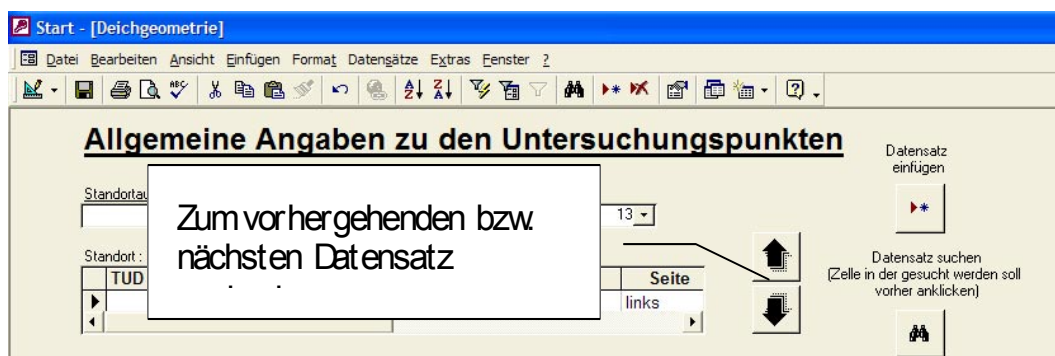 Start - [Deichgeometrie]
Datei Bearbeiten Ansicht Einfügen Format Datensätze Extras Fenster ?
Allgemeine Angaben zu den Untersuchungspunkten
Datensatz
einfügen
13
Zum vorhergehenden bzw.
nächsten Datensatz
Standort :
TUD
Seite
links
Datensatz suchen
(Zelle in der gesucht werden soll
vorher anklicken)